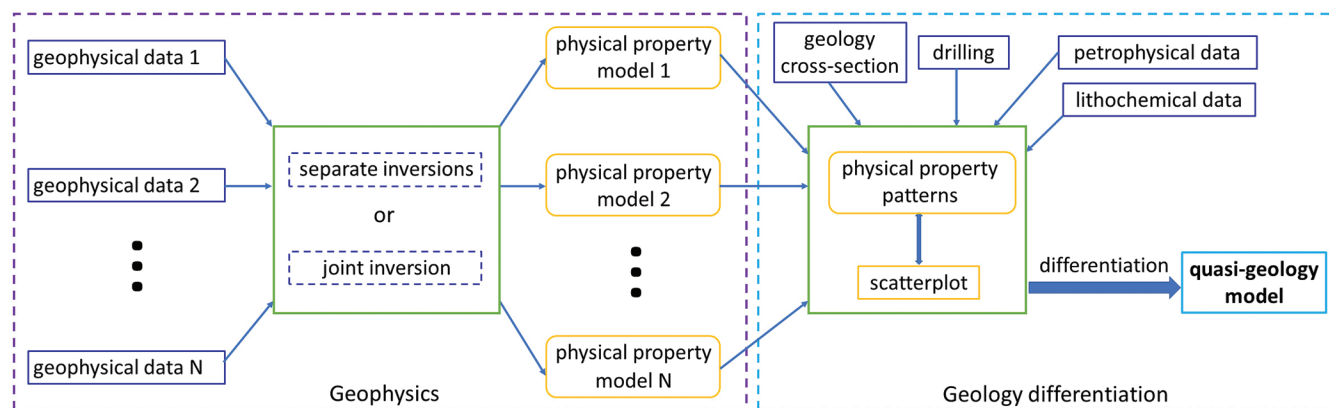 geophysical data 1
geophysical data 2
geophysical data N
separate inversions
or
joint inversion
physical property
model 1
physical property
model 2
physical property
model N
Geophysics
geology
cross-section
drilling
petrophysical data
lithochemical data
physical property
patterns
scatterplot
differentiation
quasi-geology
model
Geology differentiation